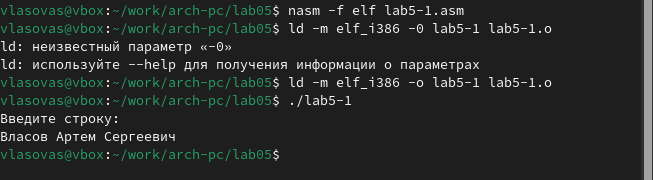 vlasovas@vbox:~/work/arch-pc/lab05$ nasm -f elf lab5-1.asm
vlasovas@vbox:~/work/arch-pc/lab05$ ld -m elf_i386 -0 lab5-1 lab5-1.o
ld: неизвестный параметр «-0»
ld: используйте --help для получения информации о параметрах
vlasovas@vbox:~/work/arch-pc/lab05$ ld -m elf_i386 -o lab5-1 lab5-1.o
vlasovas@vbox:~/work/arch-pc/lab05$ ./lab5-1
Введите строку:
Власов Артем Сергеевич
vlasovas@vbox:~/work/arch-pc/lab05$